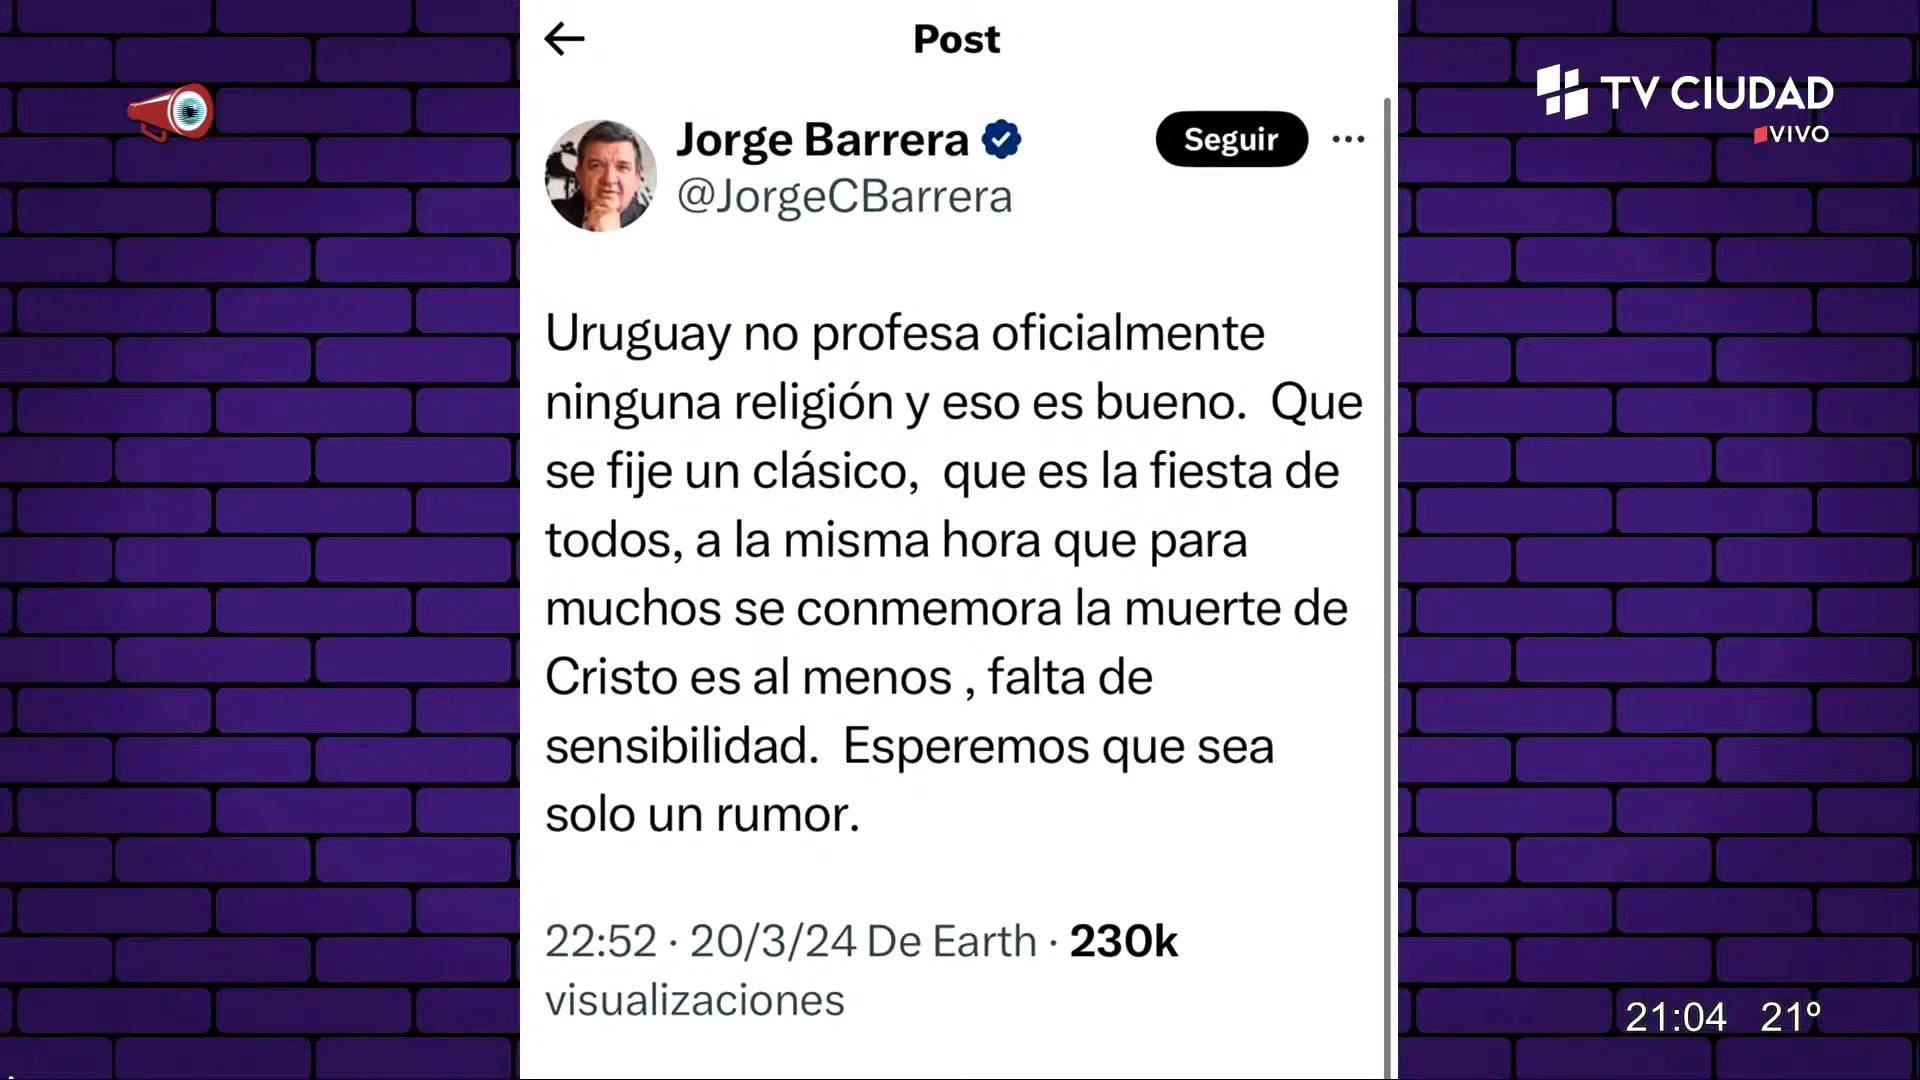 Post
TV CIUDAD
VIVO
Jorge Barrera
@JorgeCBarrera
Seguir
Uruguay no profesa oficialmente
ninguna religión y eso es bueno.  Que
se fije un clásico,  que es la fiesta de
todos, a la misma hora que para
muchos se conmemora la muerte de
Cristo es al menos , falta de
sensibilidad.  Esperemos que sea
solo un rumor.
22:52 · 20/3/24 De Earth · 230k
visualizaciones
21:04 21º